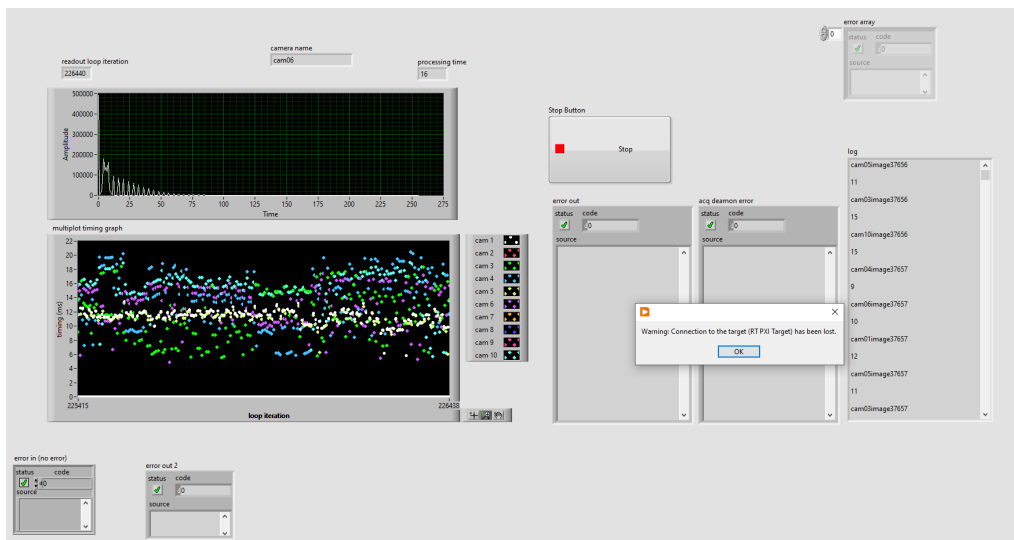 error array
0
status code
0
source
camera name
cam06
readout loop iteration
226440
processing time
16
500000
400000
300000
200000
100000
0
Amplitude
0 25 50 75 100 125 150 175 200 225 250 275
Time
Stop Button
Stop
multiplot timing graph
22
20
18
16
14
12
10
8
6
4
2
0
timing (ms)
225415
226438
loop iteration
cam 1
cam 2
cam 3
cam 4
cam 5
cam 6
cam 7
cam 8
cam 9
cam 10
error out
status code
0
source
acq deamon error
status code
0
source
Warning: Connection to the target (RT PXI Target) has been lost.
OK
log
cam05image37656
11
cam03image37656
15
cam10image37656
15
cam04image37657
9
cam06image37657
10
cam01image37657
12
cam05image37657
11
cam03image37657
error in (no error)
status code
0
source
error out 2
status code
0
source